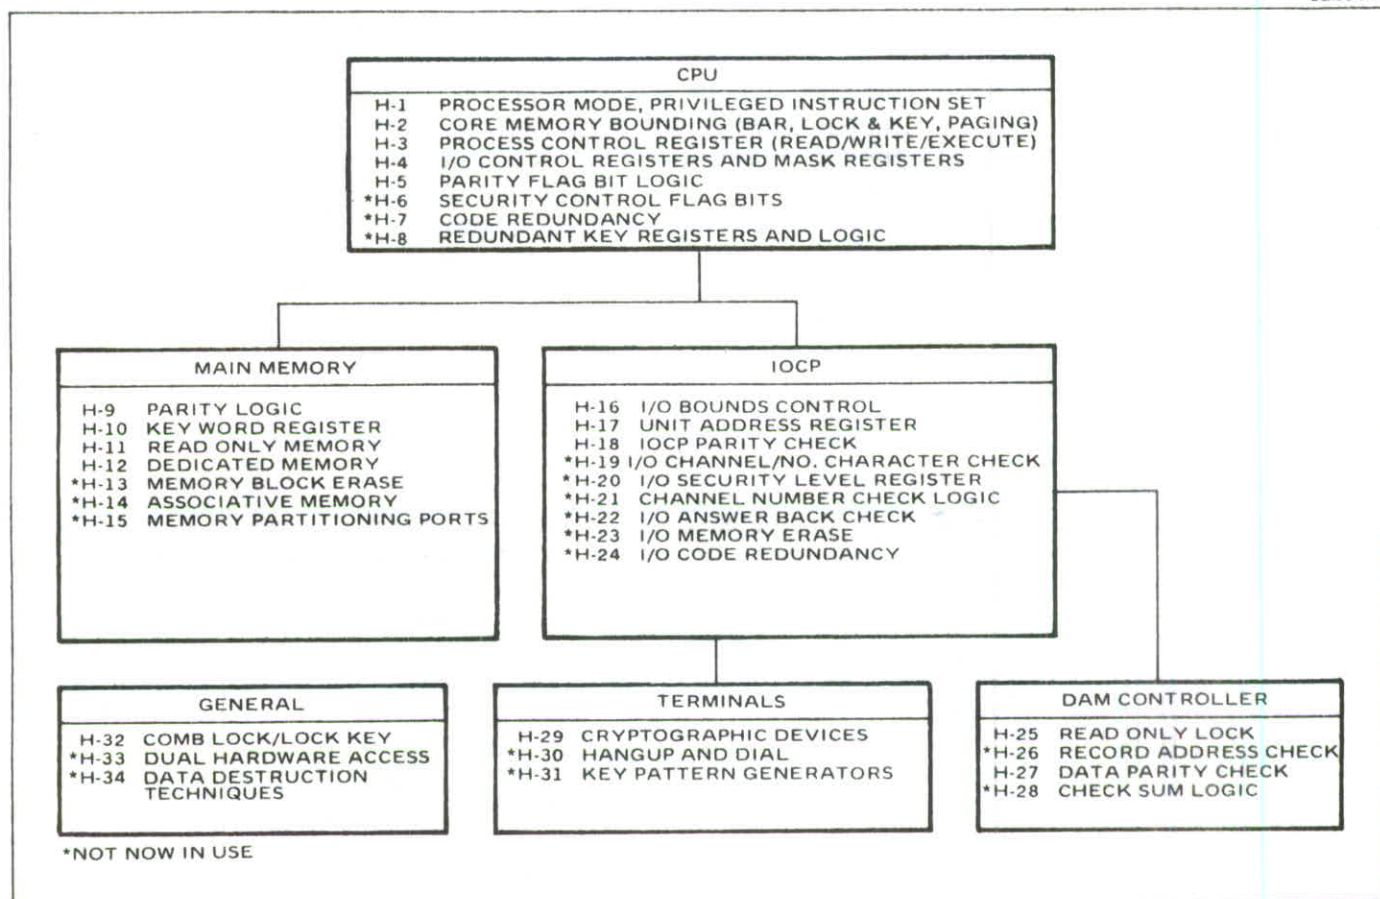 CPU
H-1 PROCESSOR MODE, PRIVILEGED INSTRUCTION SET
H-2 CORE MEMORY BOUNDING (BAR, LOCK & KEY, PAGING)
H-3 PROCESS CONTROL REGISTER (READ/WRITE/EXECUTE)
H-4 I/O CONTROL REGISTERS AND MASK REGISTERS
H-5 PARITY FLAG BIT LOGIC
*H-6 SECURITY CONTROL FLAG BITS
*H-7 CODE REDUNDANCY
*H-8 REDUNDANT KEY REGISTERS AND LOGIC
MAIN MEMORY
H-9 PARITY LOGIC
H-10 KEY WORD REGISTER
H-11 READ ONLY MEMORY
H-12 DEDICATED MEMORY
*H-13 MEMORY BLOCK ERASE
*H-14 ASSOCIATIVE MEMORY
*H-15 MEMORY PARTITIONING PORTS
IOCP
H-16 I/O BOUNDS CONTROL
H-17 UNIT ADDRESS REGISTER
H-18 IOCP PARITY CHECK
*H-19 I/O CHANNEL/NO. CHARACTER CHECK
*H-20 I/O SECURITY LEVEL REGISTER
*H-21 CHANNEL NUMBER CHECK LOGIC
*H-22 I/O ANSWER BACK CHECK
*H-23 I/O MEMORY ERASE
*H-24 I/O CODE REDUNDANCY
GENERAL
H-32 COMB LOCK/LOCK KEY
*H-33 DUAL HARDWARE ACCESS
*H-34 DATA DESTRUCTION
TECHNIQUES
TERMINALS
H-29 CRYPTOGRAPHIC DEVICES
*H-30 HANGUP AND DIAL
*H-31 KEY PATTERN GENERATORS
DAM CONTROLLER
H-25 READ ONLY LOCK
*H-26 RECORD ADDRESS CHECK
H-27 DATA PARITY CHECK
*H-28 CHECK SUM LOGIC
*NOT NOW IN USE